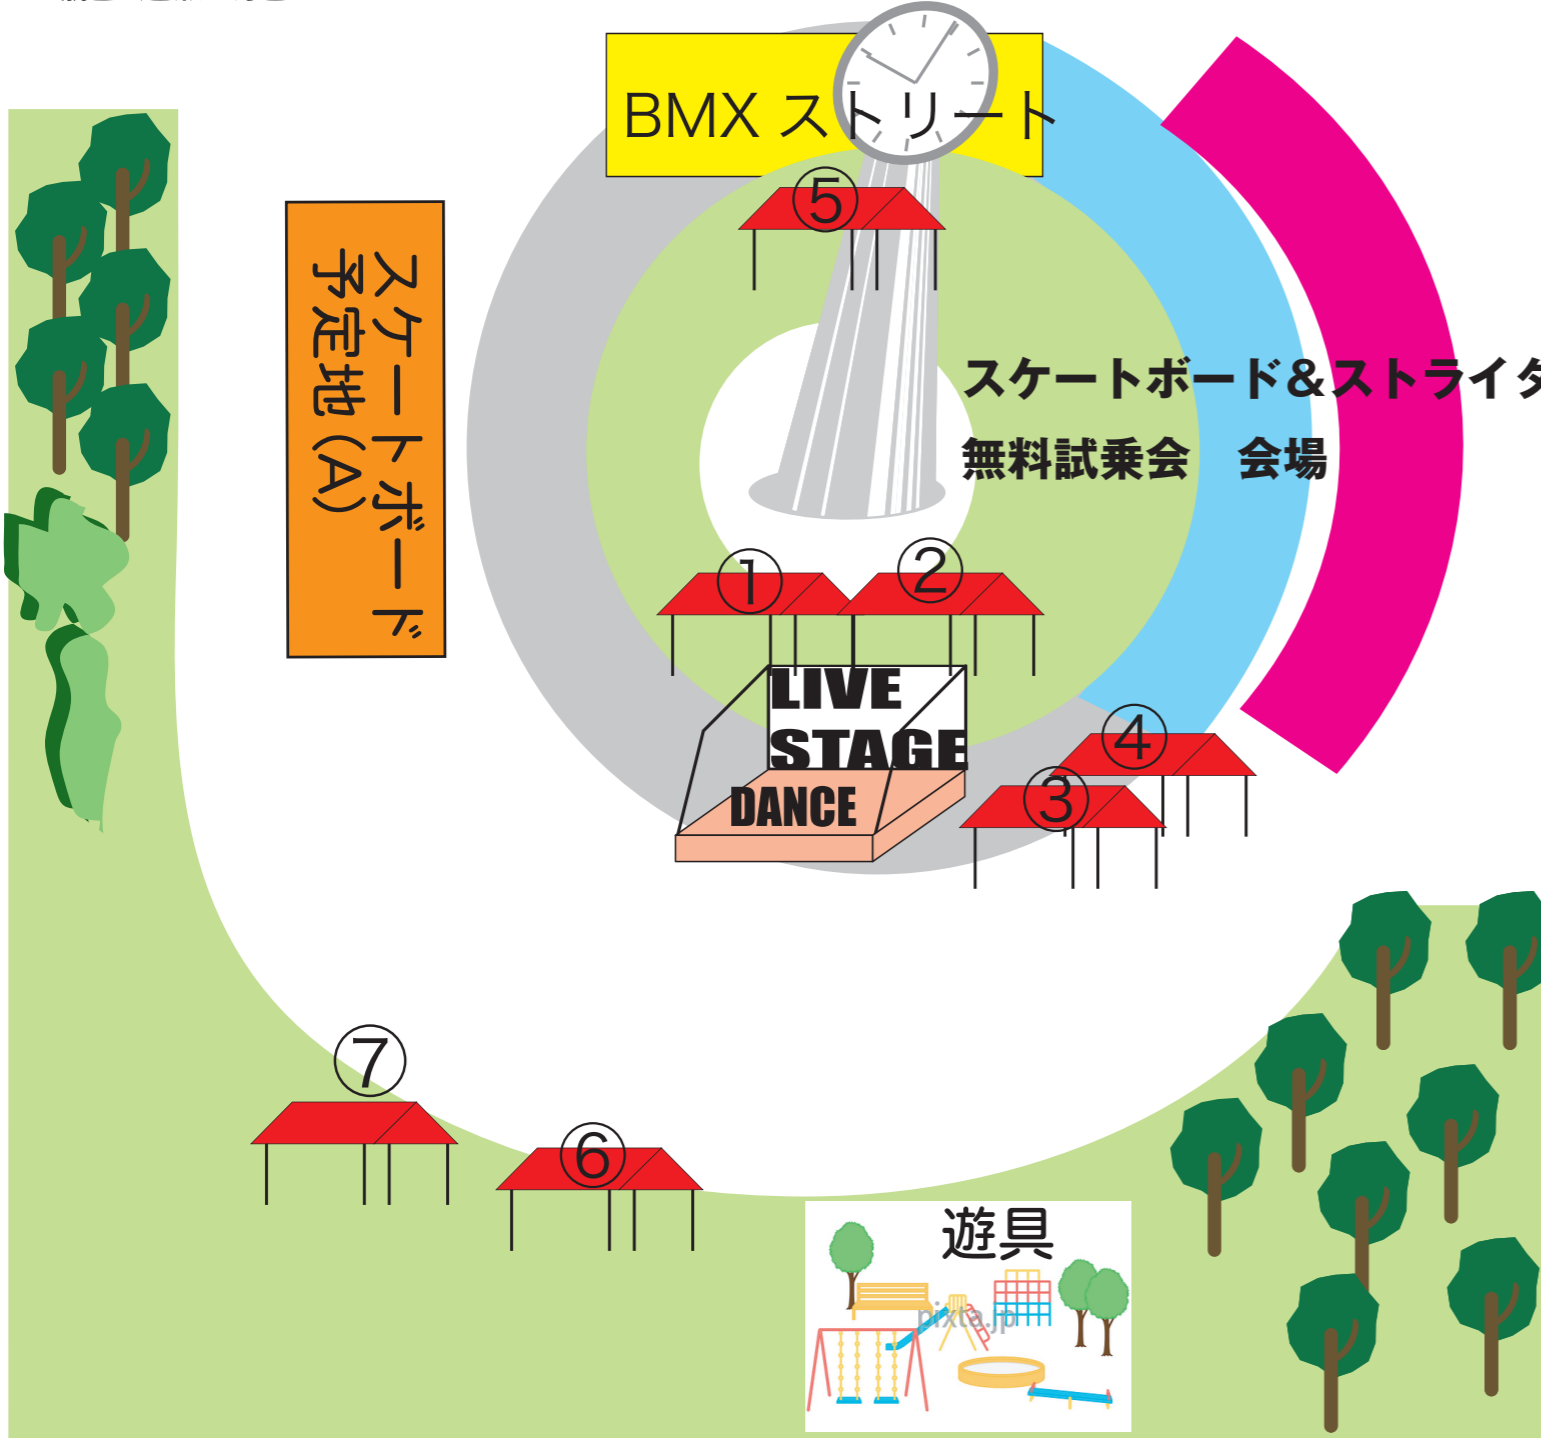 BMX ストリート
⑤
スケートボード
予定地(A)
スケートボード&ストライダ
無料試乗会　会場
①
②
LIVE
STAGE
DANCE
④
③
⑦
⑥
遊具
pixta.jp